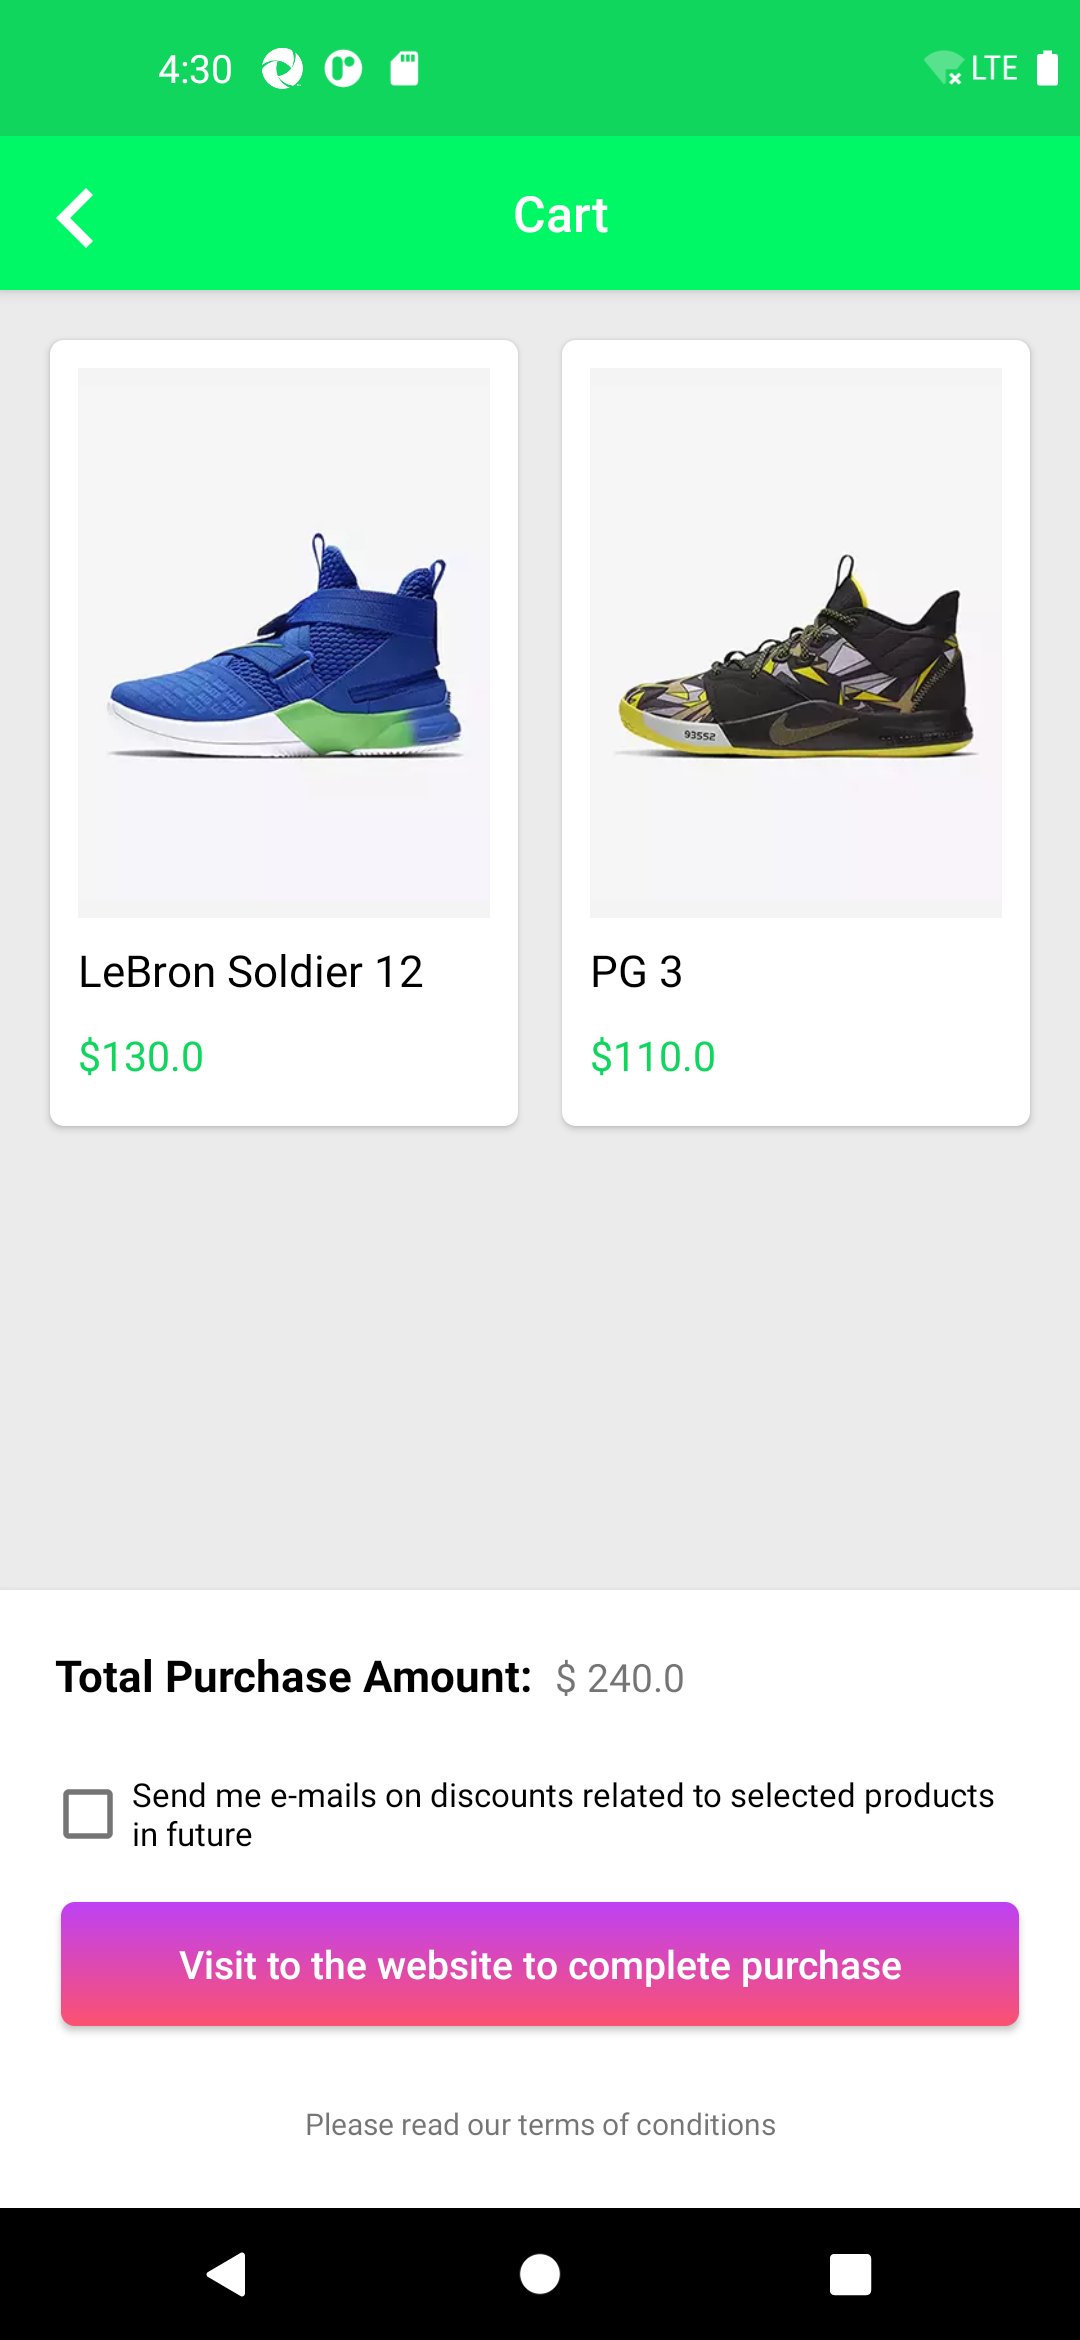 4:30
LTE
Cart
93552
LeBron Soldier 12
PG 3
$130.0
$110.0
Total Purchase Amount: $ 240.0
Send me e-mails on discounts related to selected products
in future
Visit to the website to complete purchase
Please read our terms of conditions